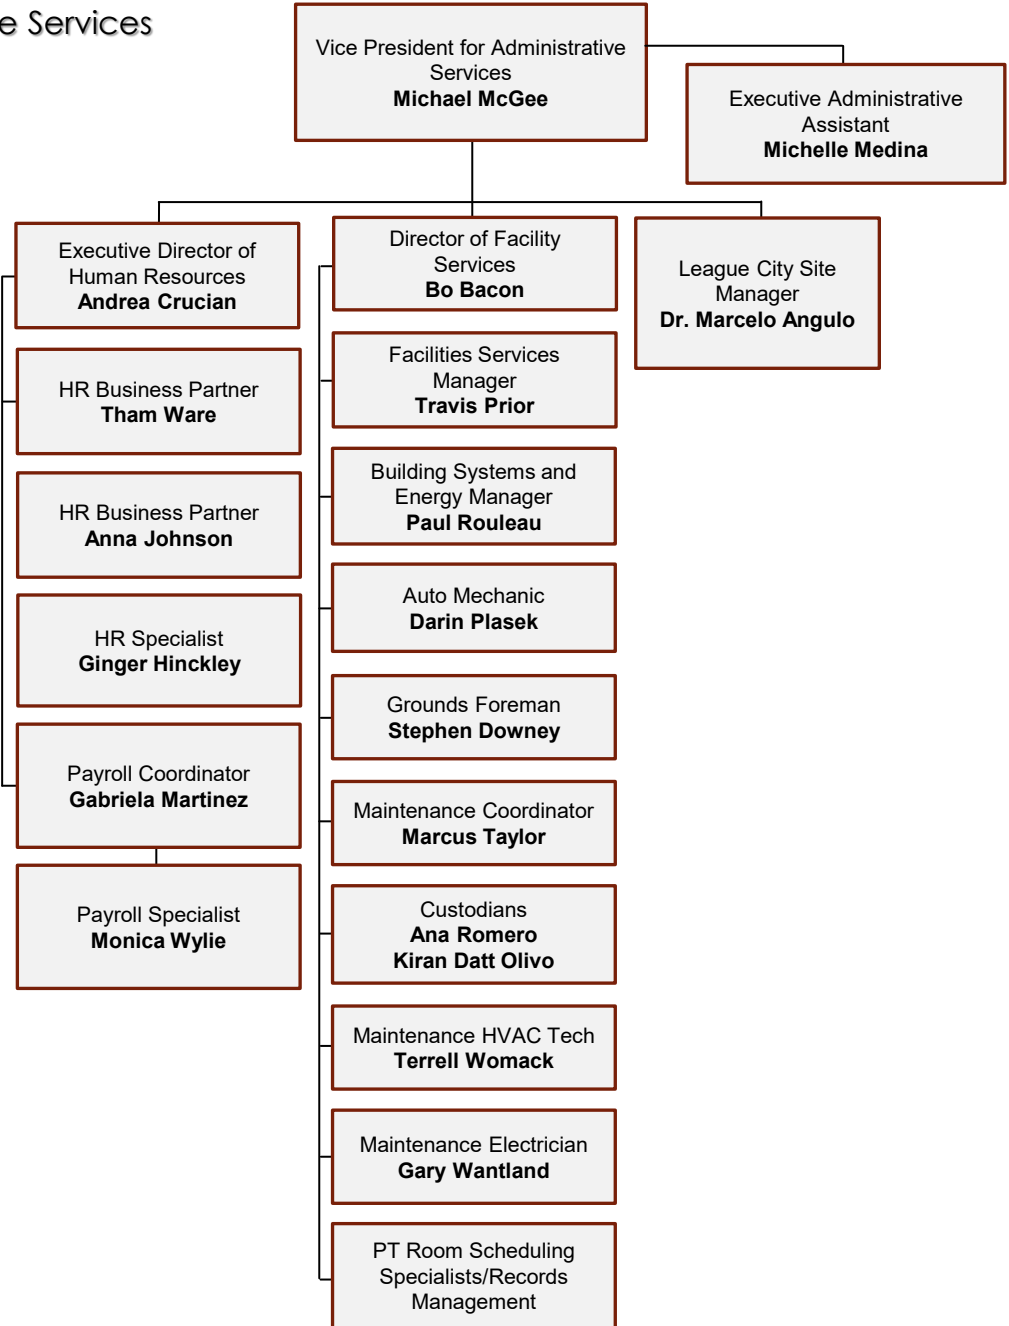 e Services
Vice President for Administrative
Services
Michael McGee
Executive Administrative
Assistant
Michelle Medina
Executive Director of
Human Resources
Andrea Crucian
HR Business Partner
Tham Ware
HR Business Partner
Anna Johnson
HR Specialist
Ginger Hinckley
Payroll Coordinator
Gabriela Martinez
Payroll Specialist
Monica Wylie
Director of Facility
Services
Bo Bacon
Facilities Services
Manager
Travis Prior
Building Systems and
Energy Manager
Paul Rouleau
Auto Mechanic
Darin Plasek
Grounds Foreman
Stephen Downey
Maintenance Coordinator
Marcus Taylor
Custodians
Ana Romero
Kiran Datt Olivo
Maintenance HVAC Tech
Terrell Womack
Maintenance Electrician
Gary Wantland
PT Room Scheduling
Specialists/Records
Management
League City Site
Manager
Dr. Marcelo Angulo